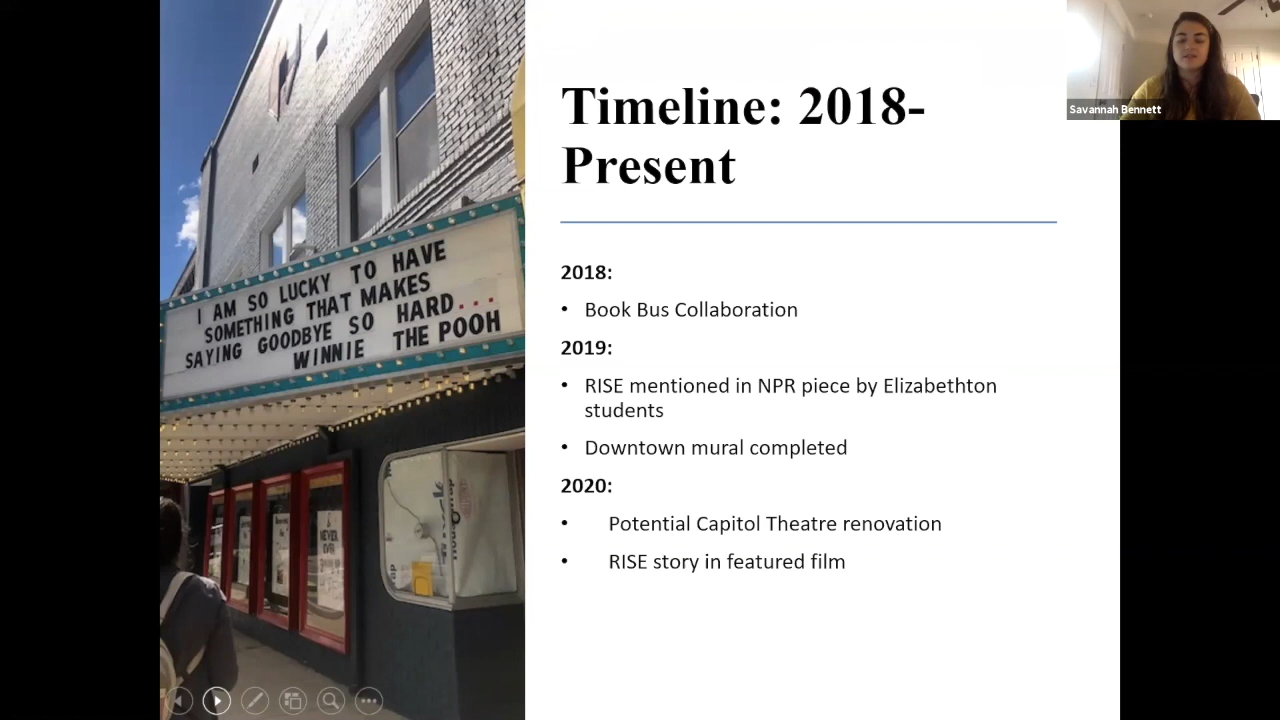 Timeline: 2018-
Present
2018:
• Book Bus Collaboration
2019:
• RISE mentioned in NPR piece by Elizabethton
students
• Downtown mural completed
2020:
• Potential Capitol Theatre renovation
• RISE story in featured film
I AM SO LUCKY TO HAVE
SOMETHING THAT MAKES
SAYING GOODBYE SO HARD...
WINNIE THE POOH
NEVER
Savannah Bennett